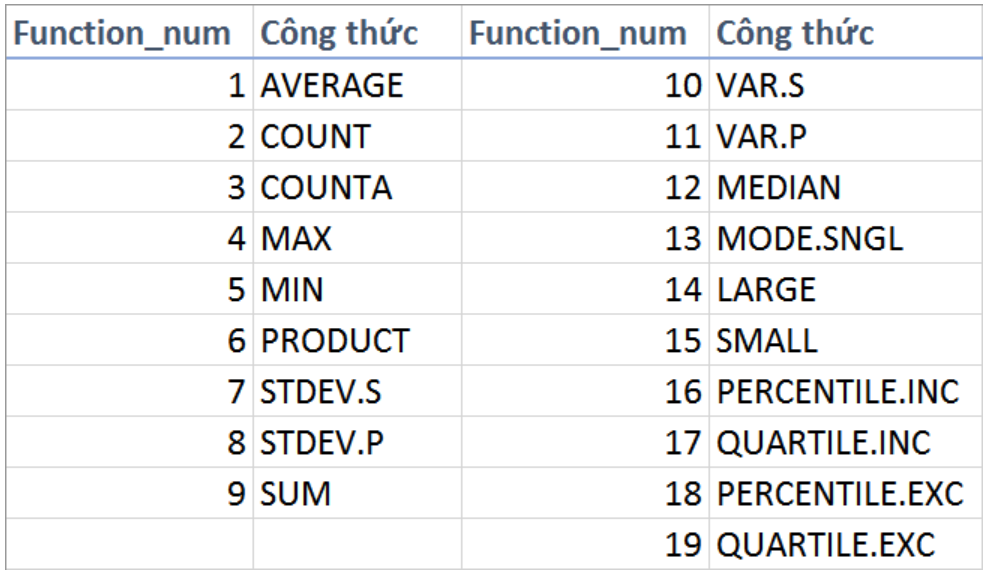 Function_num Công thức Function_num Công thức
1 AVERAGE 10 VAR.S
2 COUNT 11 VAR.P
3 COUNTA 12 MEDIAN
4 MAX 13 MODE.SNGL
5 MIN 14 LARGE
6 PRODUCT 15 SMALL
7 STDEV.S 16 PERCENTILE.INC
8 STDEV.P 17 QUARTILE.INC
9 SUM 18 PERCENTILE.EXC
19 QUARTILE.EXC